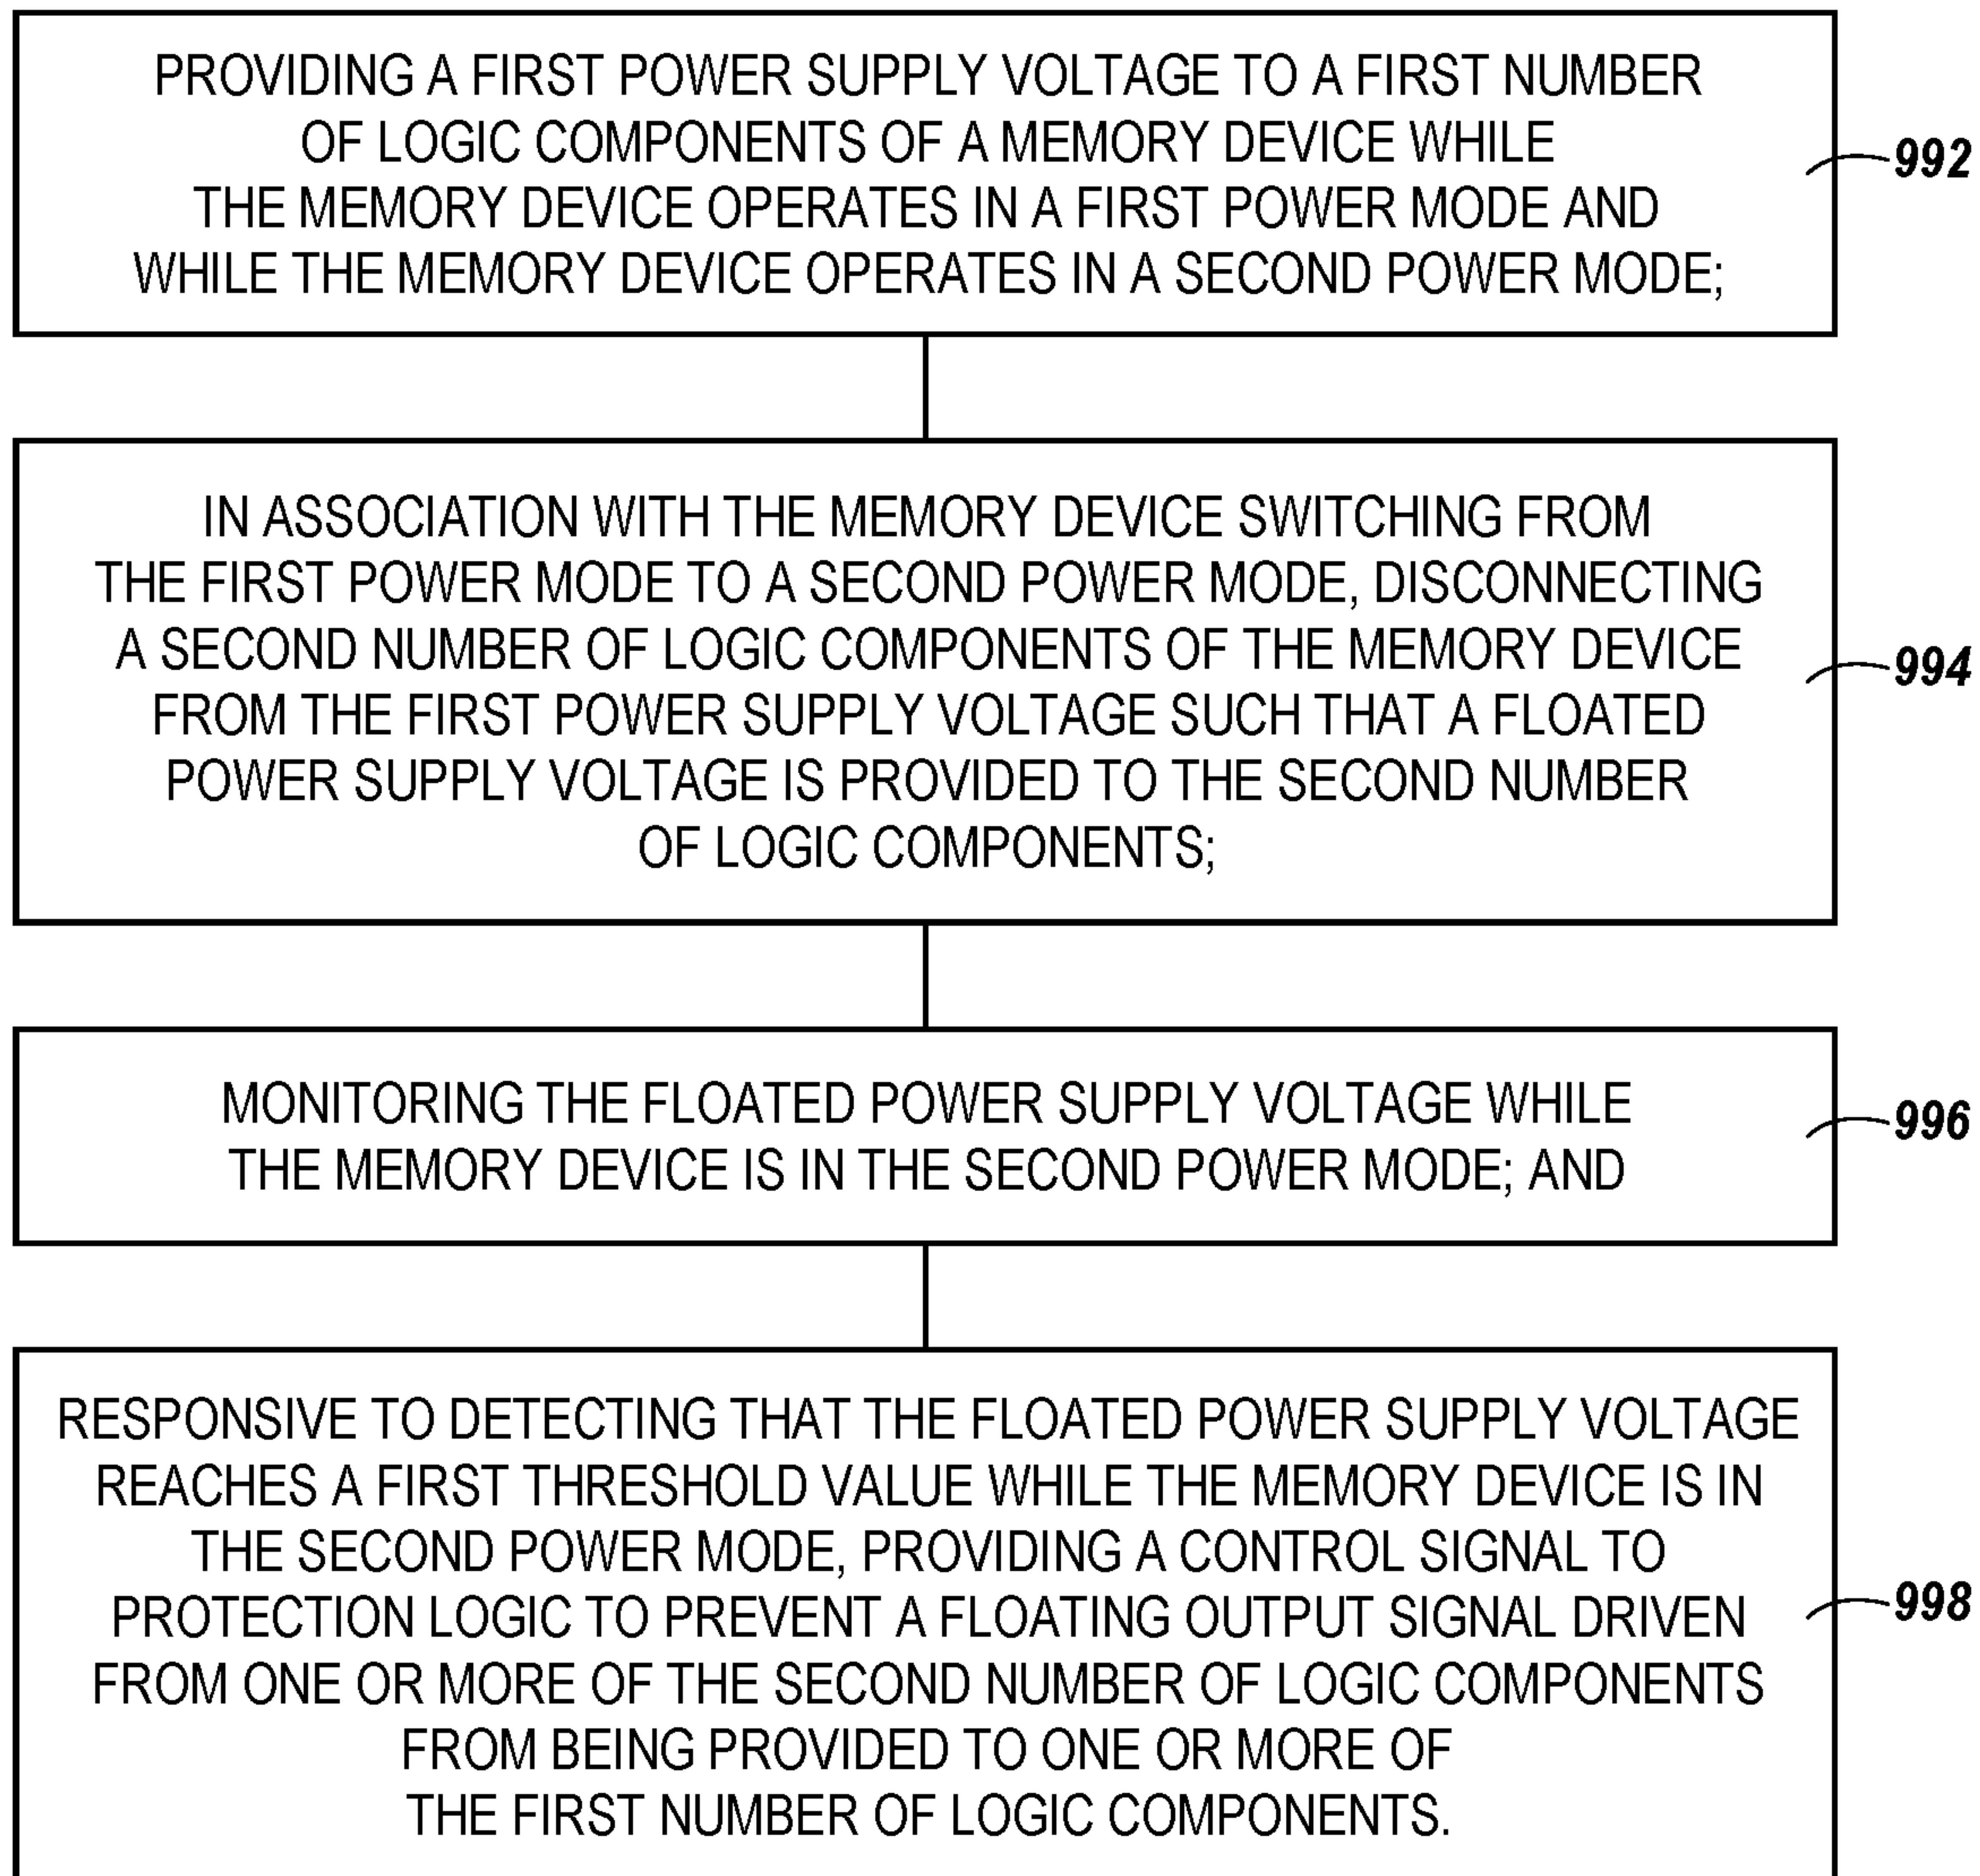 PROVIDING A FIRST POWER SUPPLY VOLTAGE TO A FIRST NUMBER
OF LOGIC COMPONENTS OF A MEMORY DEVICE WHILE
THE MEMORY DEVICE OPERATES IN A FIRST POWER MODE AND
WHILE THE MEMORY DEVICE OPERATES IN A SECOND POWER MODE;
992
IN ASSOCIATION WITH THE MEMORY DEVICE SWITCHING FROM
THE FIRST POWER MODE TO A SECOND POWER MODE, DISCONNECTING
A SECOND NUMBER OF LOGIC COMPONENTS OF THE MEMORY DEVICE
FROM THE FIRST POWER SUPPLY VOLTAGE SUCH THAT A FLOATED
POWER SUPPLY VOLTAGE IS PROVIDED TO THE SECOND NUMBER
OF LOGIC COMPONENTS;
994
MONITORING THE FLOATED POWER SUPPLY VOLTAGE WHILE
THE MEMORY DEVICE IS IN THE SECOND POWER MODE; AND
996
RESPONSIVE TO DETECTING THAT THE FLOATED POWER SUPPLY VOLTAGE
REACHES A FIRST THRESHOLD VALUE WHILE THE MEMORY DEVICE IS IN
THE SECOND POWER MODE, PROVIDING A CONTROL SIGNAL TO
PROTECTION LOGIC TO PREVENT A FLOATING OUTPUT SIGNAL DRIVEN
FROM ONE OR MORE OF THE SECOND NUMBER OF LOGIC COMPONENTS
FROM BEING PROVIDED TO ONE OR MORE OF
THE FIRST NUMBER OF LOGIC COMPONENTS.
998